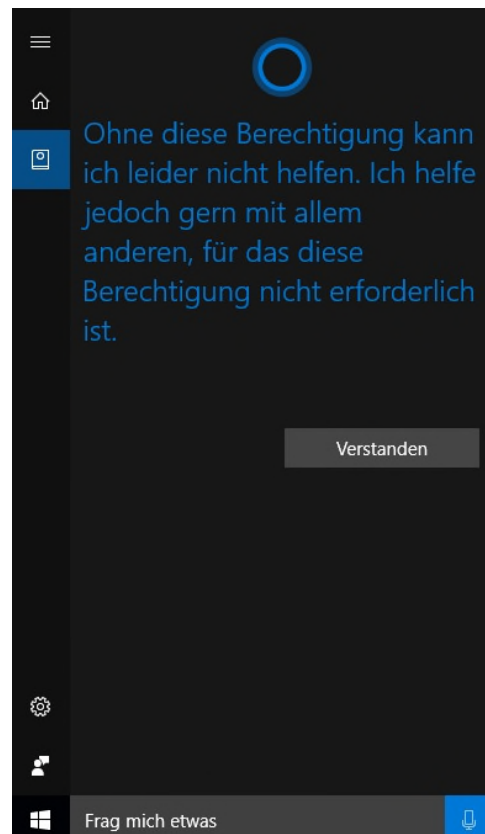 Ohne diese Berechtigung kann
ich leider nicht helfen. Ich helfe
jedoch gern mit allem
anderen, für das diese
Berechtigung nicht erforderlich
ist.
Verstanden
Frag mich etwas